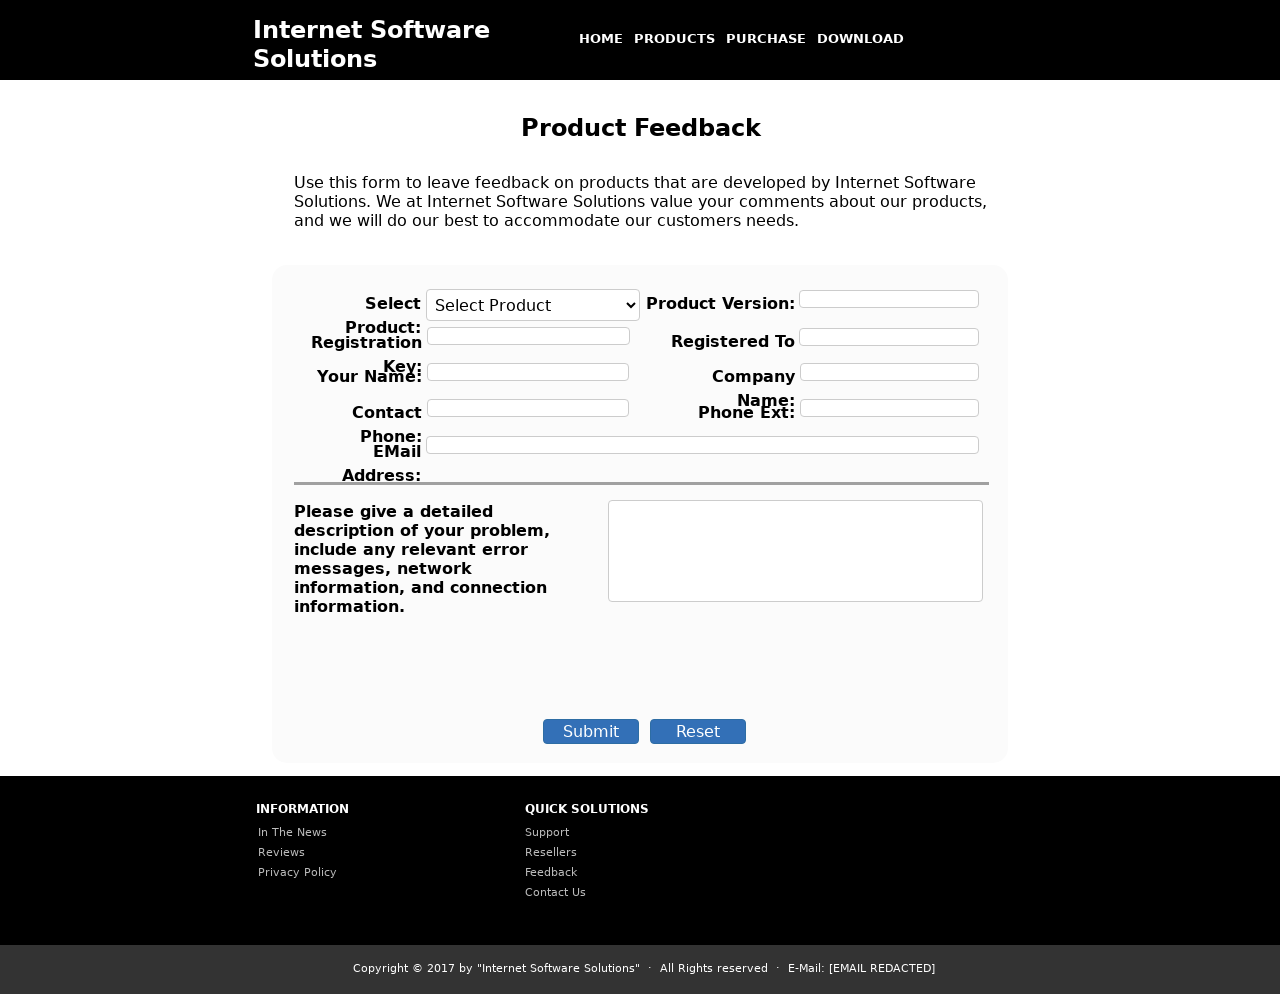 Internet Software
Solutions
HOME PRODUCTS PURCHASE DOWNLOAD
Product Feedback
Use this form to leave feedback on products that are developed by Internet Software
Solutions. We at Internet Software Solutions value your comments about our products,
and we will do our best to accommodate our customers needs.
Select
Product:
Select Product
Product Version:
Registration
Key:
Registered To
Your Name:
Company
Name:
Contact
Phone:
Phone Ext:
EMail
Address:
Please give a detailed
description of your problem,
include any relevant error
messages, network
information, and connection
information.
Submit Reset
INFORMATION
In The News
Reviews
Privacy Policy
QUICK SOLUTIONS
Support
Resellers
Feedback
Contact Us
Copyright © 2017 by "Internet Software Solutions" · All Rights reserved · E-Mail: [EMAIL REDACTED]